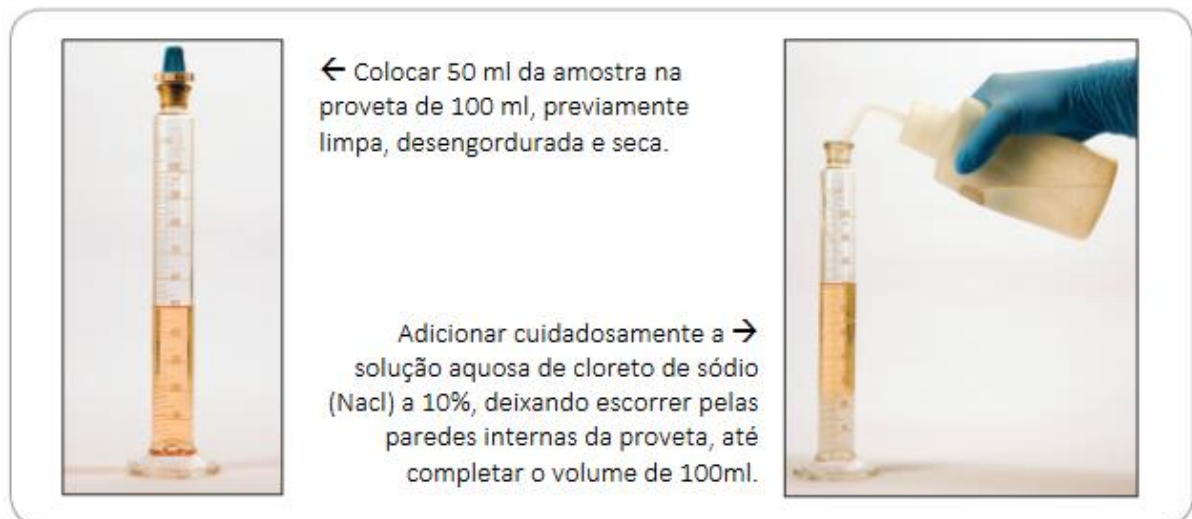 ← Colocar 50 ml da amostra na
proveta de 100 ml, previamente
limpa, desengordurada e seca.
Adicionar cuidadosamente a →
solução aquosa de cloreto de sódio
(Nacl) a 10%, deixando escorrer pelas
paredes internas da proveta, até
completar o volume de 100ml.